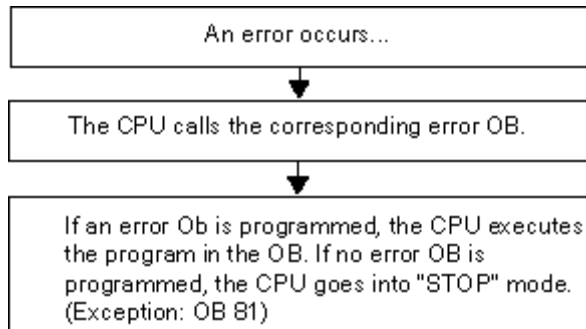 An error occurs...
The CPU calls the corresponding error OB.
If an error Ob is programmed, the CPU executes
the program in the OB. If no error OB is
programmed, the CPU goes into "STOP" mode.
(Exception: OB 81)